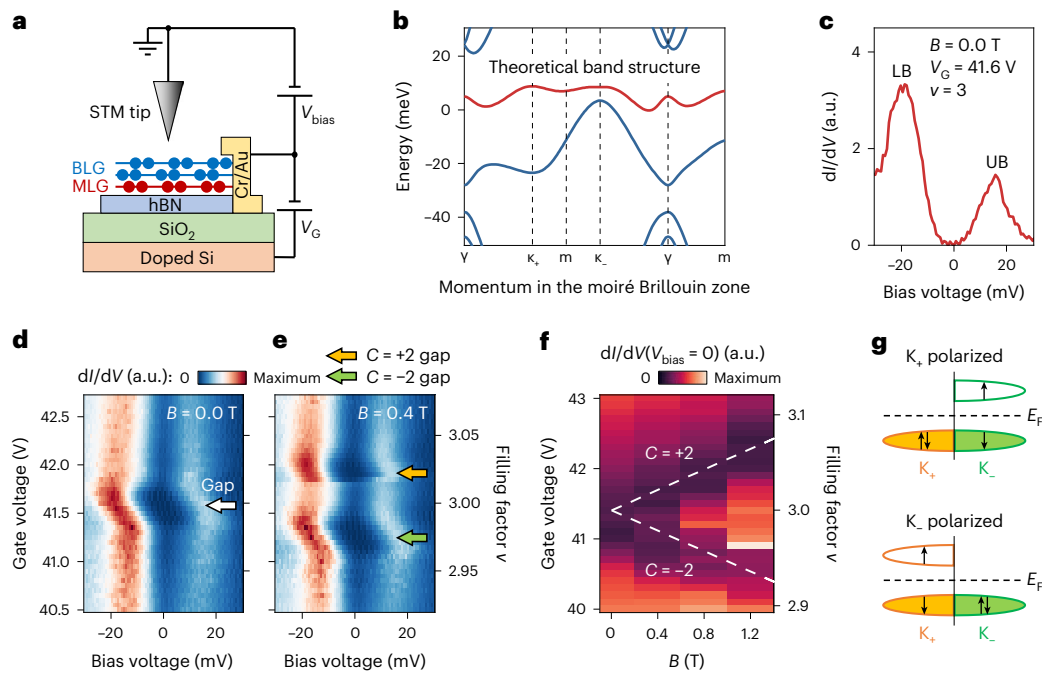 a
STM tip
V_bias
BLG
MLG
Cr/Au
hBN
SiO₂
V_G
Doped Si
b
Theoretical band structure
Energy (meV)
20
0
−20
−40
γ κ₊ m κ₋ γ m
Momentum in the moiré Brillouin zone
c
dI/dV (a.u.)
4
2
0
B = 0.0 T
V_G = 41.6 V
ν = 3
LB
UB
−20 0 20
Bias voltage (mV)
d
dI/dV (a.u.): 0 Maximum
B = 0.0 T
Gap
Gate voltage (V)
42.5
42.0
41.5
41.0
40.5
−20 0 20
Bias voltage (mV)
e
C = +2 gap
C = −2 gap
B = 0.4 T
3.05
3.00
2.95
Filling factor ν
−20 0 20
Bias voltage (mV)
f
dI/dV(V_bias = 0) (a.u.)
0 Maximum
Gate voltage (V)
43
42
41
40
C = +2
C = −2
3.1
3.0
2.9
Filling factor ν
0 0.4 0.8 1.2
B (T)
g
K₊ polarized
E_F
K₊ K₋
K₋ polarized
E_F
K₊ K₋